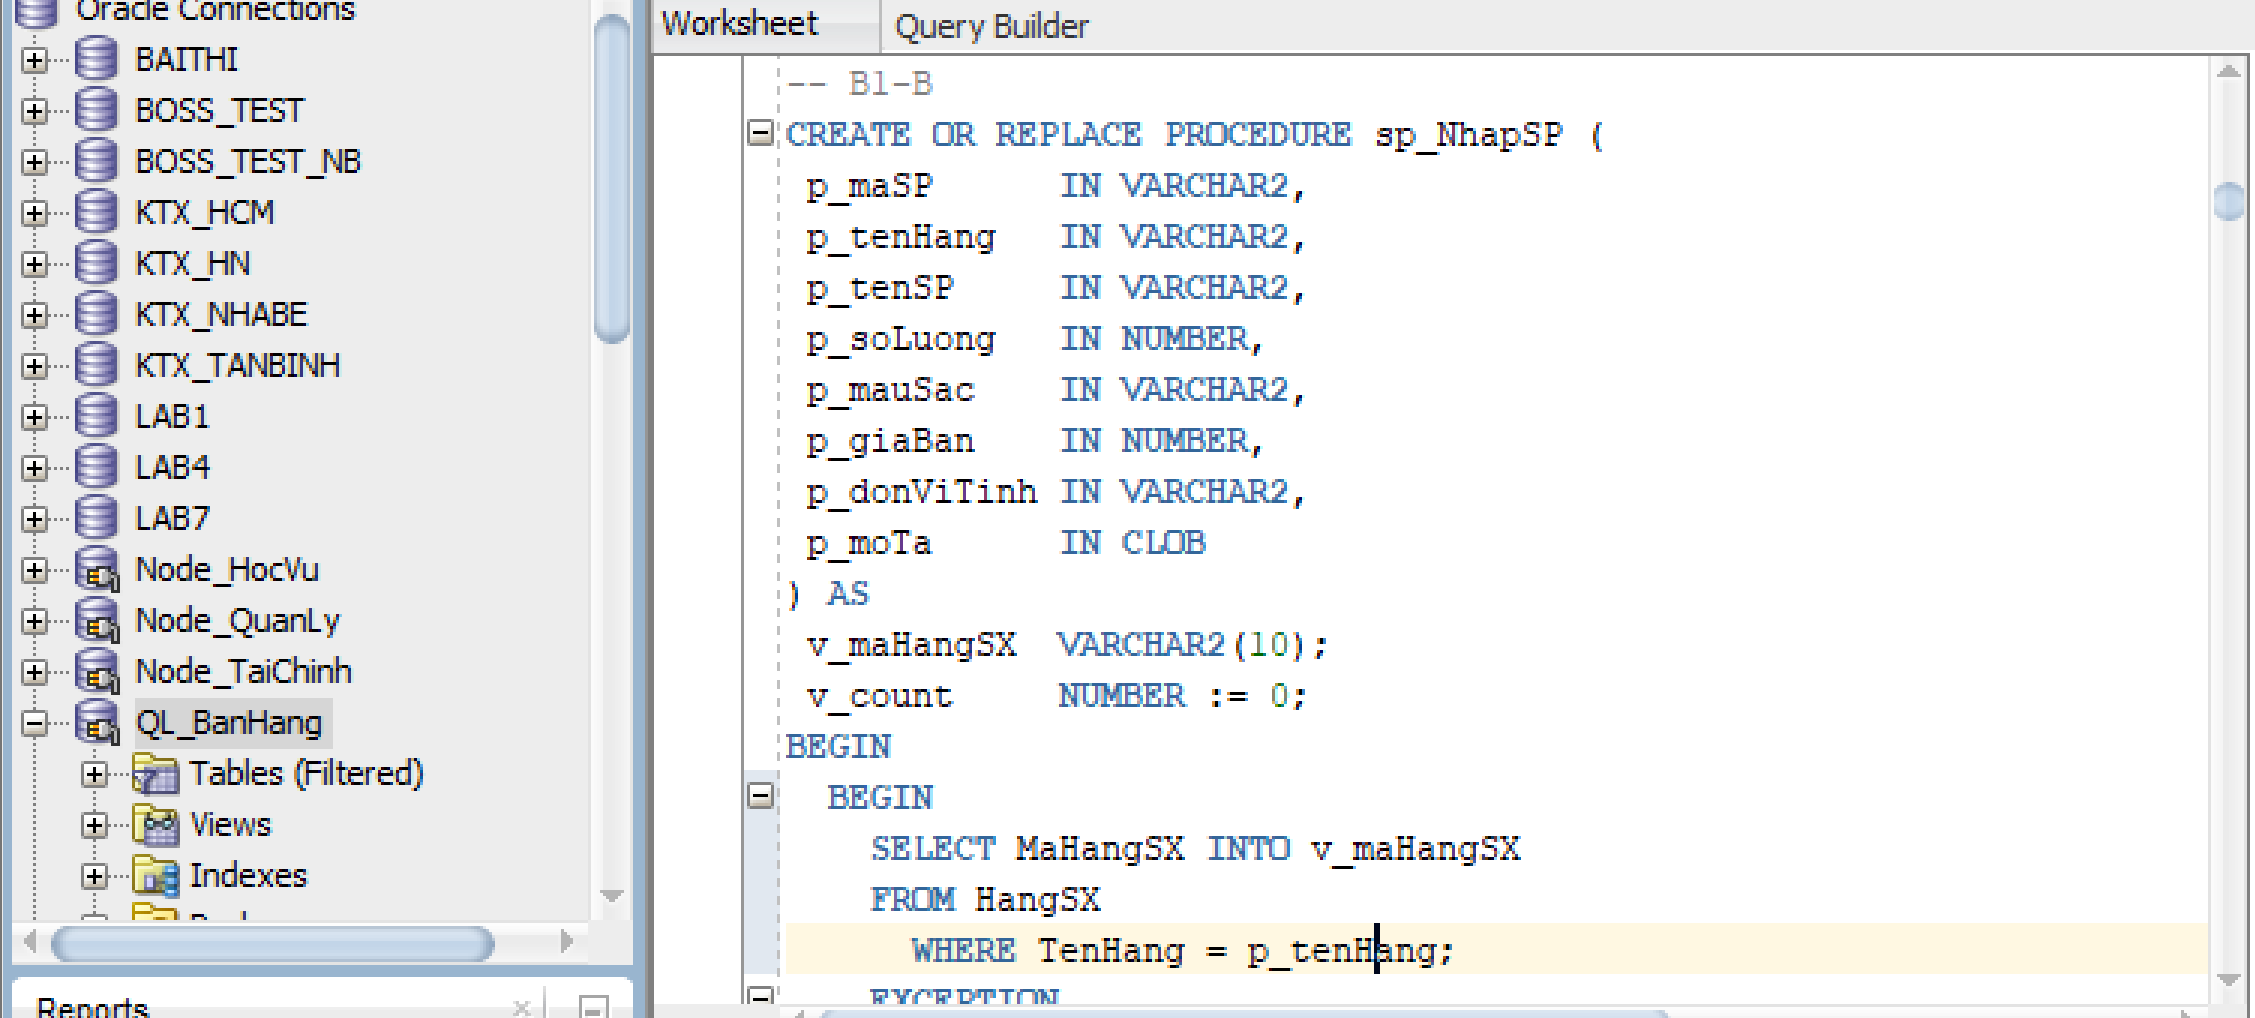 Oracle Connections
BAITHI
BOSS_TEST
BOSS_TEST_NB
KTX_HCM
KTX_HN
KTX_NHABE
KTX_TANBINH
LAB1
LAB4
LAB7
Node_HocVu
Node_QuanLy
Node_TaiChinh
QL_BanHang
Tables (Filtered)
Views
Indexes
Reports
Worksheet
Query Builder
-- B1-B
CREATE OR REPLACE PROCEDURE sp_NhapSP (
p_maSP IN VARCHAR2,
p_tenHang IN VARCHAR2,
p_tenSP IN VARCHAR2,
p_soLuong IN NUMBER,
p_mauSac IN VARCHAR2,
p_giaBan IN NUMBER,
p_donViTinh IN VARCHAR2,
p_moTa IN CLOB
) AS
v_maHangSX VARCHAR2(10);
v_count NUMBER := 0;
BEGIN
BEGIN
SELECT MaHangSX INTO v_maHangSX
FROM HangSX
WHERE TenHang = p_tenHang;
EXCEPTION